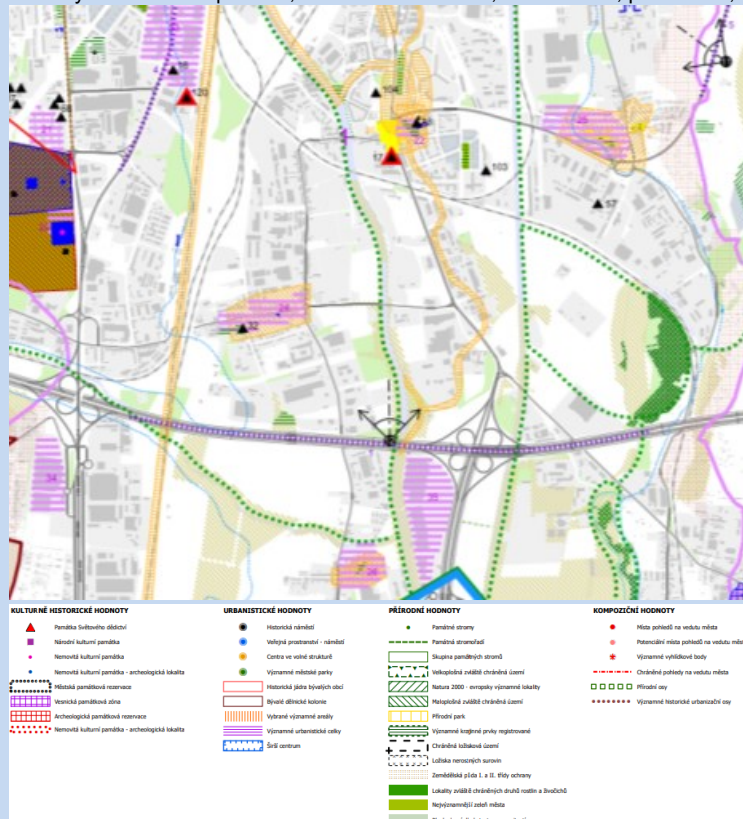 120
104
22
17
103
57
32
35
34
KULTURNĚ HISTORICKÉ HODNOTY
Památka Světového dědictví
Národní kulturní památka
Nemovitá kulturní památka
Nemovitá kulturní památka - archeologická lokalita
Městská památková rezervace
Vesnická památková zóna
Archeologická památková rezervace
Nemovitá kulturní památka - archeologická lokalita
URBANISTICKÉ HODNOTY
Historická náměstí
Veřejná prostranství - náměstí
Centra ve volné struktuře
Významné městské parky
Historická jádra bývalých obcí
Bývalé dělnické kolonie
Vybrané významné areály
Významné urbanistické celky
Širší centrum
PŘÍRODNÍ HODNOTY
Památné stromy
Památná stromořadí
Skupina památných stromů
Velkoplošná zvláště chráněná území
Natura 2000 - evropsky významné lokality
Maloplošná zvláště chráněná území
Přírodní park
Významné krajinné prvky registrované
Chráněná ložisková území
Ložiska nerostných surovin
Zemědělská půda I. a II. třídy ochrany
Lokality zvláště chráněných druhů rostlin a živočichů
Nejvýznamnější zeleň města
KOMPOZIČNÍ HODNOTY
Místa pohledů na vedutu města
Potenciální místa pohledů na vedutu měst
Významné vyhlídkové body
Chráněné pohledy na vedutu města
Přírodní osy
Významné historické urbanizační osy